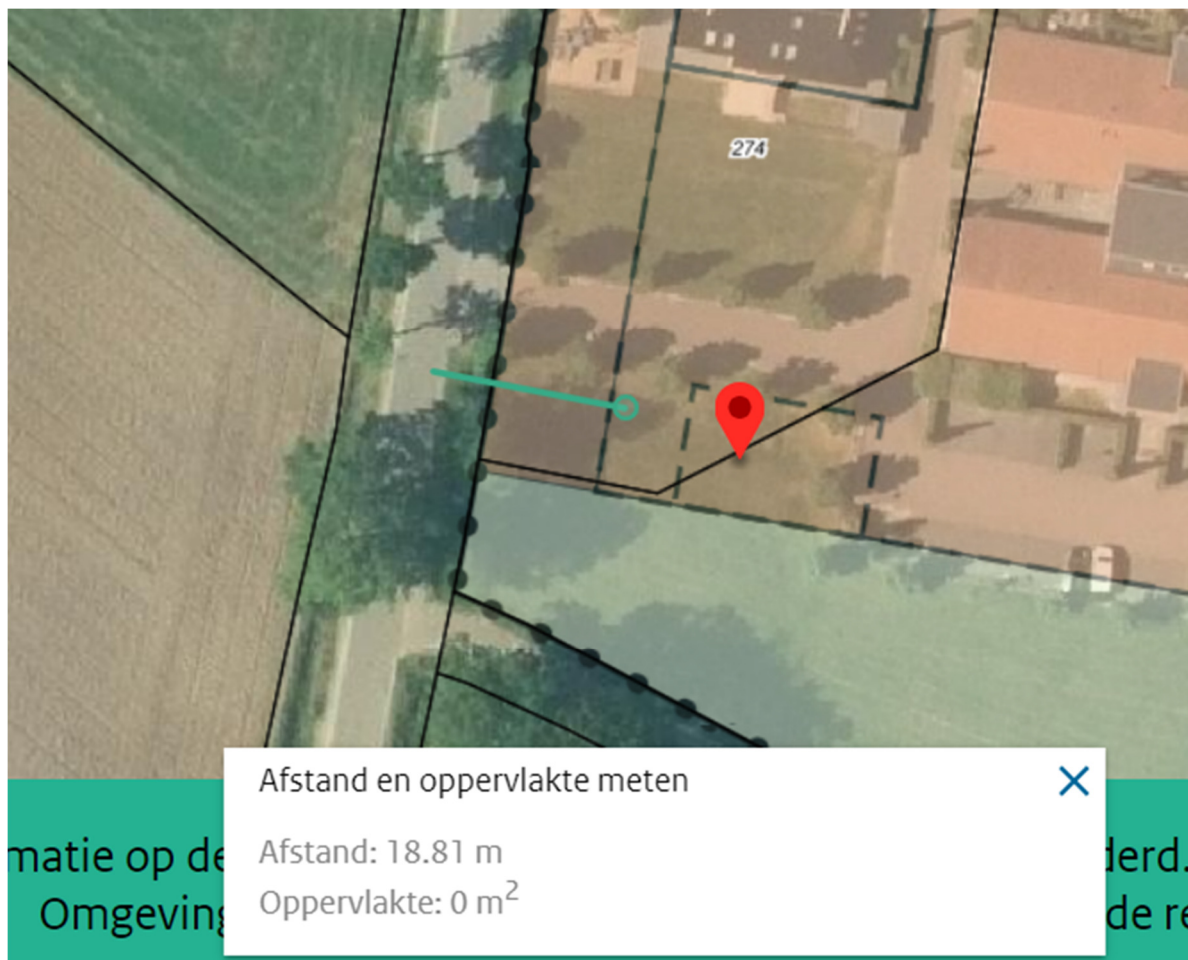 274
Afstand en oppervlakte meten
Afstand: 18.81 m
Oppervlakte: 0 m²
matie op de
derd.
Omgeving
de re